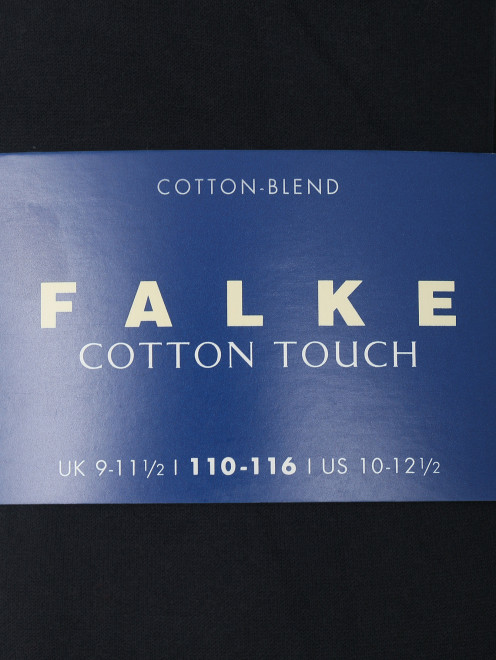 COTTON-BLEND
FALKE
COTTON TOUCH
UK 9-11½ | 110-116 | US 10-12½